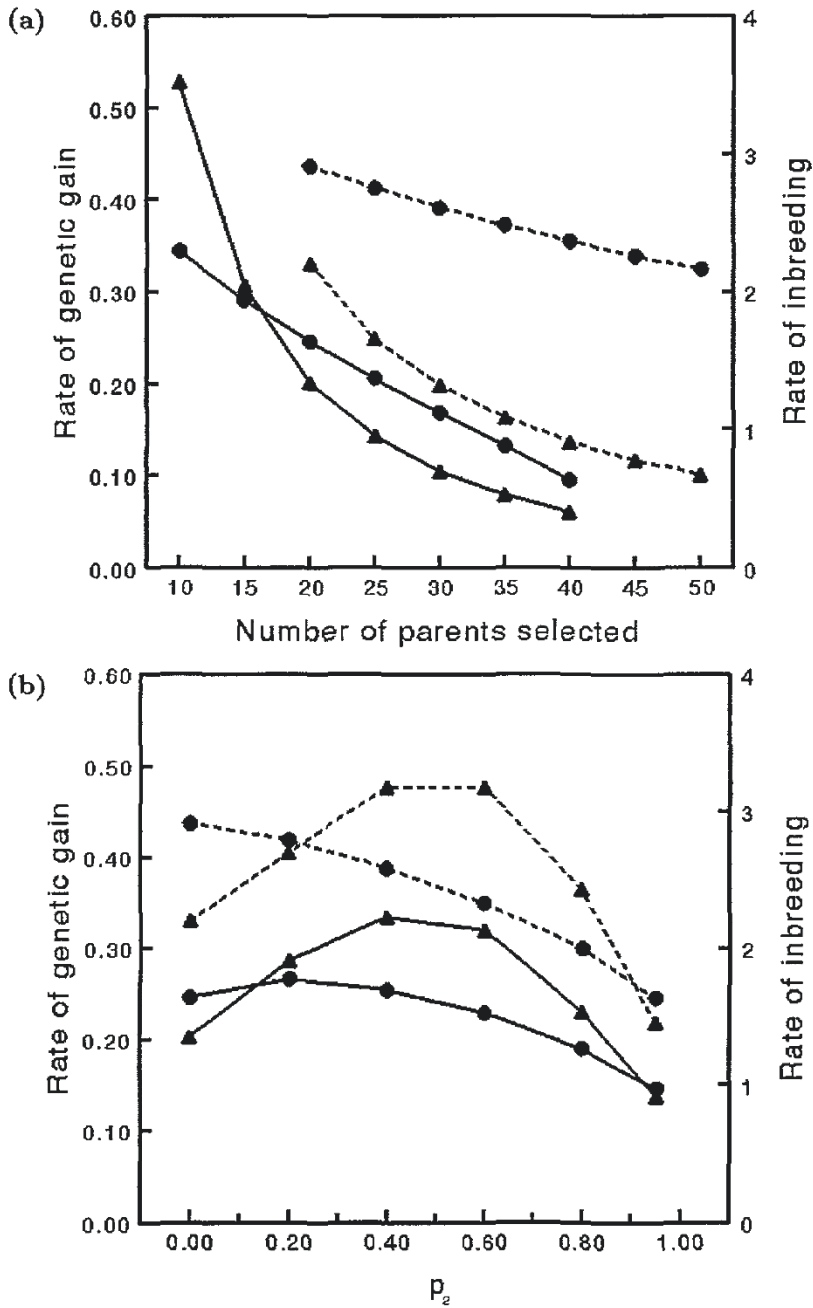 (a)
0.60
0.50
0.40
0.30
0.20
0.10
0.00
Rate of genetic gain
4
3
2
1
0
Rate of inbreeding
10 15 20 25 30 35 40 45 50
Number of parents selected
(b)
0.60
0.50
0.40
0.30
0.20
0.10
0.00
Rate of genetic gain
4
3
2
1
0
Rate of inbreeding
0.00 0.20 0.40 0.60 0.80 1.00
p₂